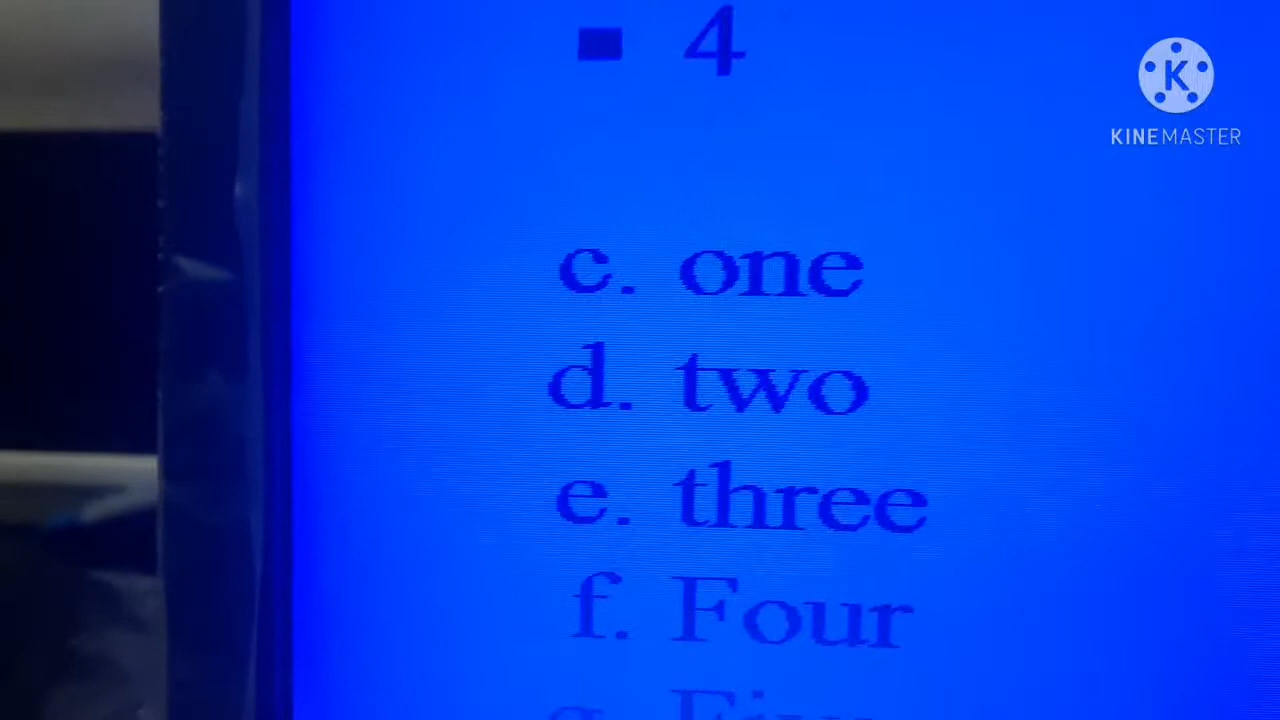 ▪ 4
K
KINEMASTER
c. one
d. two
e. three
f. Four